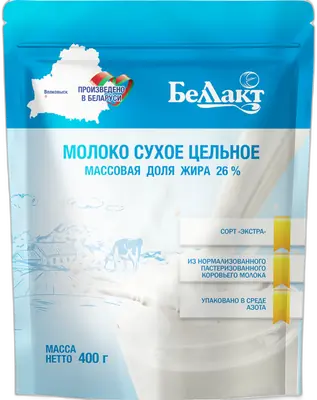 Волковыск
ПРОИЗВЕДЕНО
В БЕЛАРУСИ
Беллакт
МОЛОКО СУХОЕ ЦЕЛЬНОЕ
МАССОВАЯ ДОЛЯ ЖИРА 26 %
СОРТ «ЭКСТРА»
ИЗ НОРМАЛИЗОВАННОГО
ПАСТЕРИЗОВАННОГО
КОРОВЬЕГО МОЛОКА
УПАКОВАНО В СРЕДЕ
АЗОТА
МАССА
НЕТТО 400 г